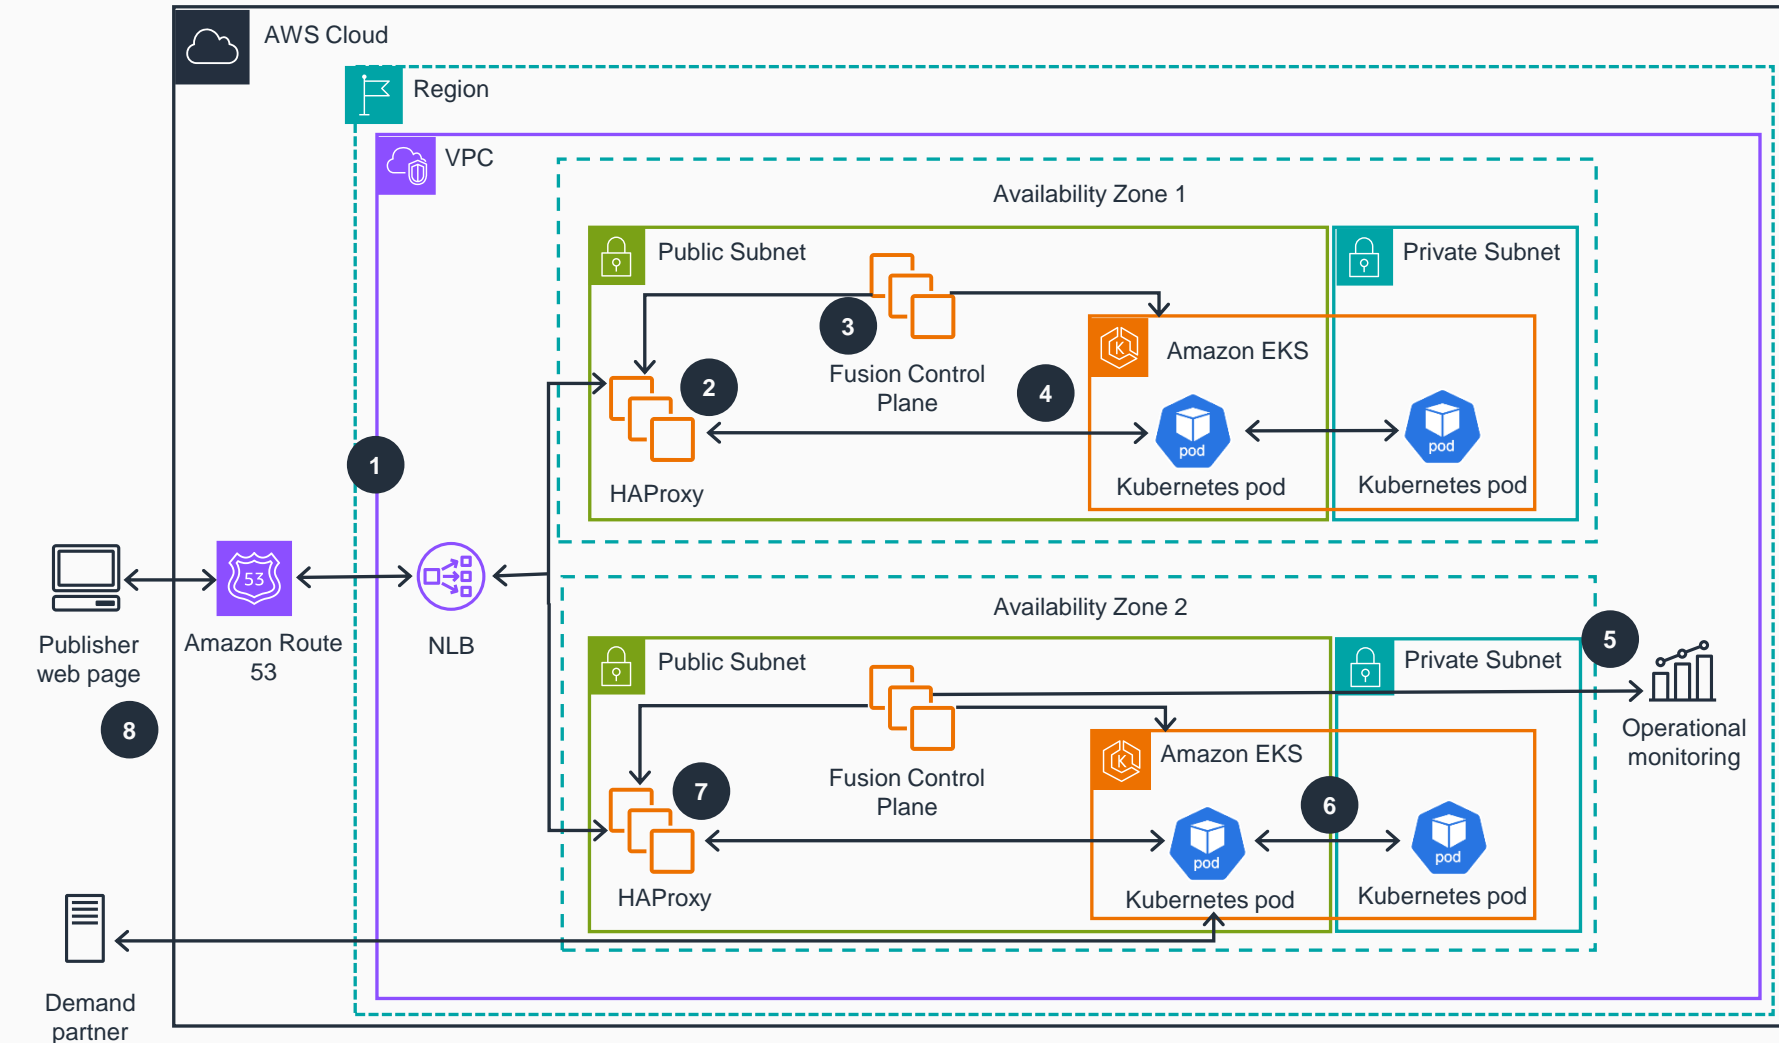 AWS Cloud
Region
VPC
Availability Zone 1
Public Subnet
Private Subnet
3
Amazon EKS
Fusion Control
Plane
2
4
pod
pod
HAProxy
Kubernetes pod
Kubernetes pod
1
53
Publisher
web page
Amazon Route
53
NLB
Availability Zone 2
5
Public Subnet
Private Subnet
8
Operational
monitoring
Amazon EKS
Fusion Control
Plane
7
6
pod
pod
HAProxy
Kubernetes pod
Kubernetes pod
Demand
partner